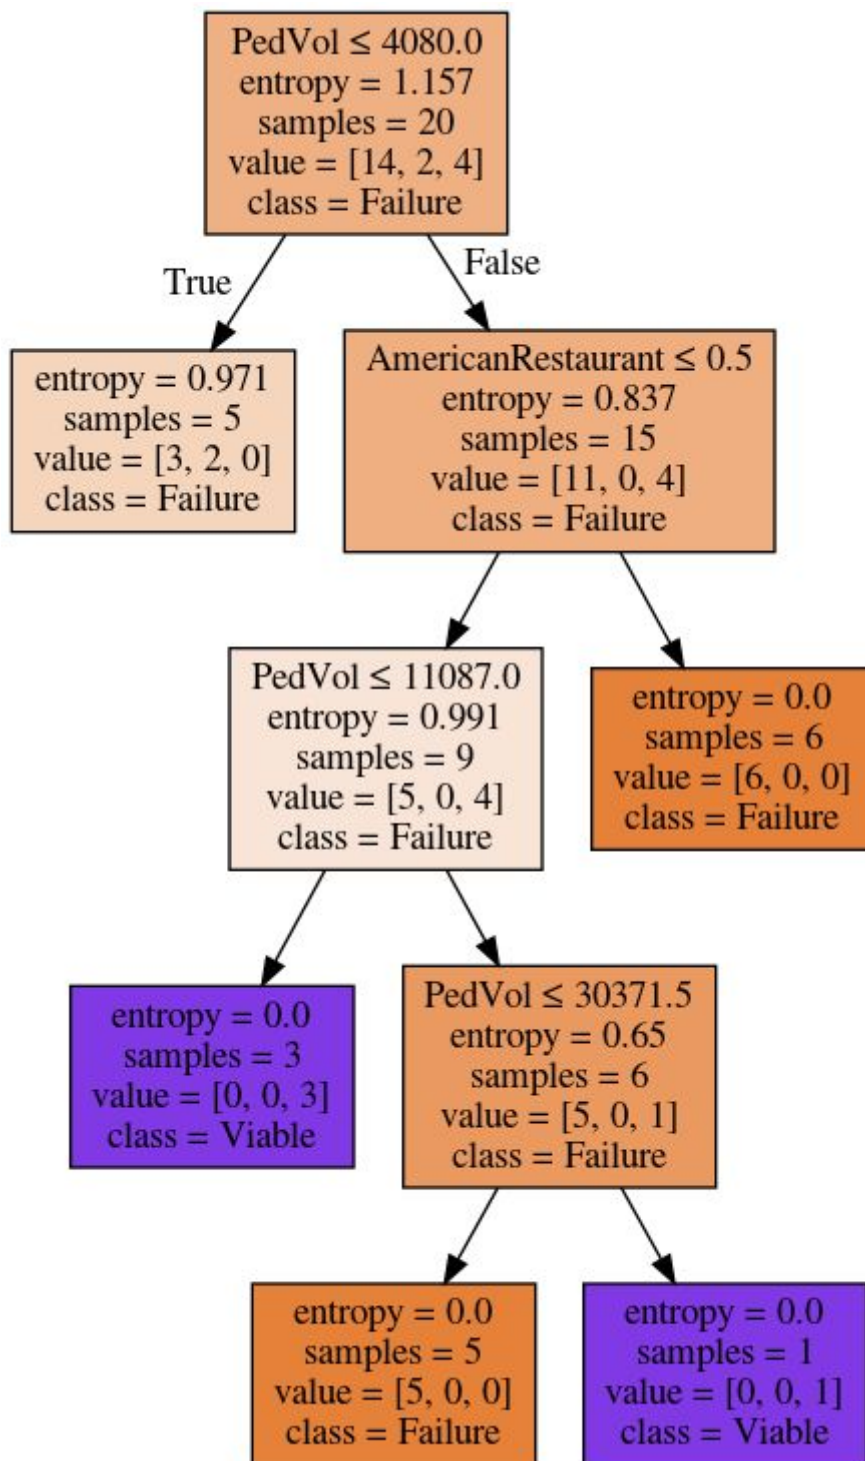 PedVol ≤ 4080.0
entropy = 1.157
samples = 20
value = [14, 2, 4]
class = Failure
True
False
entropy = 0.971
samples = 5
value = [3, 2, 0]
class = Failure
AmericanRestaurant ≤ 0.5
entropy = 0.837
samples = 15
value = [11, 0, 4]
class = Failure
PedVol ≤ 11087.0
entropy = 0.991
samples = 9
value = [5, 0, 4]
class = Failure
entropy = 0.0
samples = 6
value = [6, 0, 0]
class = Failure
entropy = 0.0
samples = 3
value = [0, 0, 3]
class = Viable
PedVol ≤ 30371.5
entropy = 0.65
samples = 6
value = [5, 0, 1]
class = Failure
entropy = 0.0
samples = 5
value = [5, 0, 0]
class = Failure
entropy = 0.0
samples = 1
value = [0, 0, 1]
class = Viable